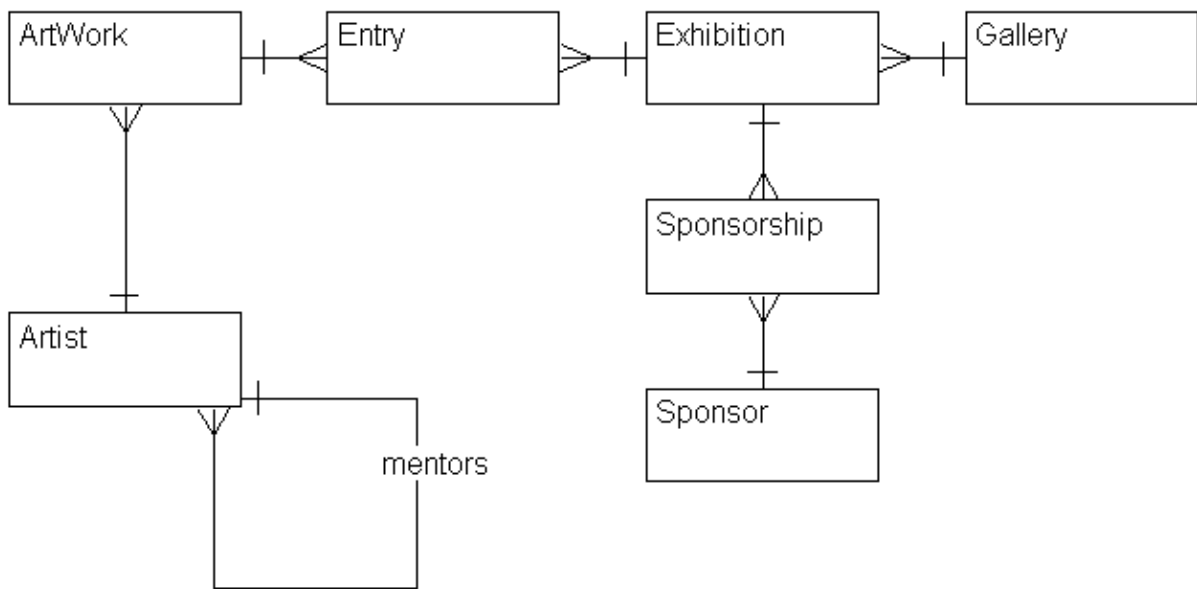 ArtWork
Entry
Exhibition
Gallery
Sponsorship
Artist
Sponsor
mentors